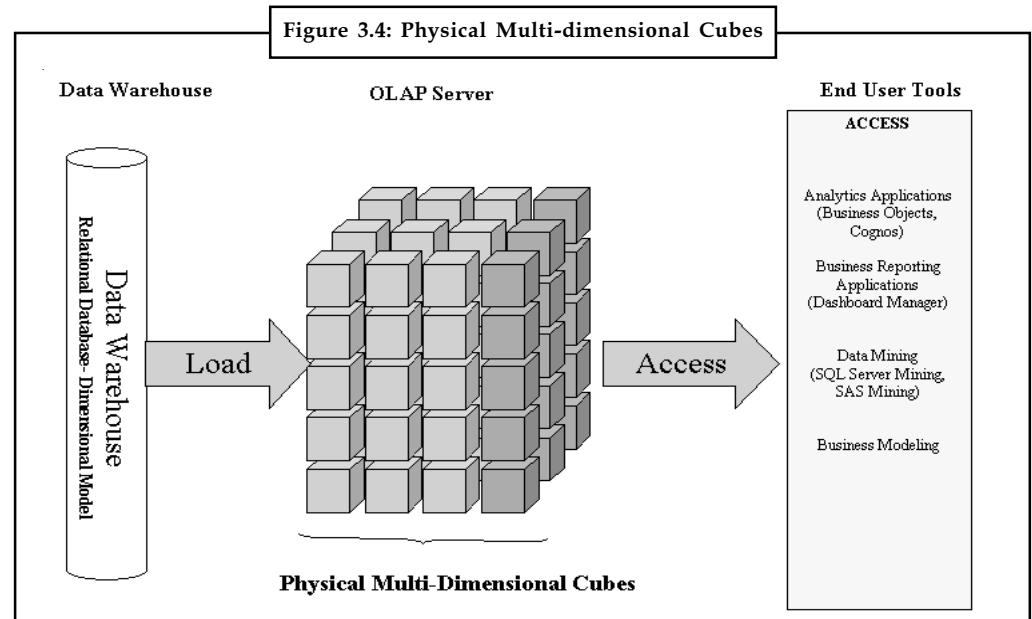 Figure 3.4: Physical Multi-dimensional Cubes
Data Warehouse
OLAP Server
End User Tools
Relational Database- Dimensional Model
Data Warehouse
Load
Access
ACCESS
Analytics Applications
(Business Objects,
Cognos)
Business Reporting
Applications
(Dashboard Manager)
Data Mining
(SQL Server Mining,
SAS Mining)
Business Modeling
Physical Multi-Dimensional Cubes